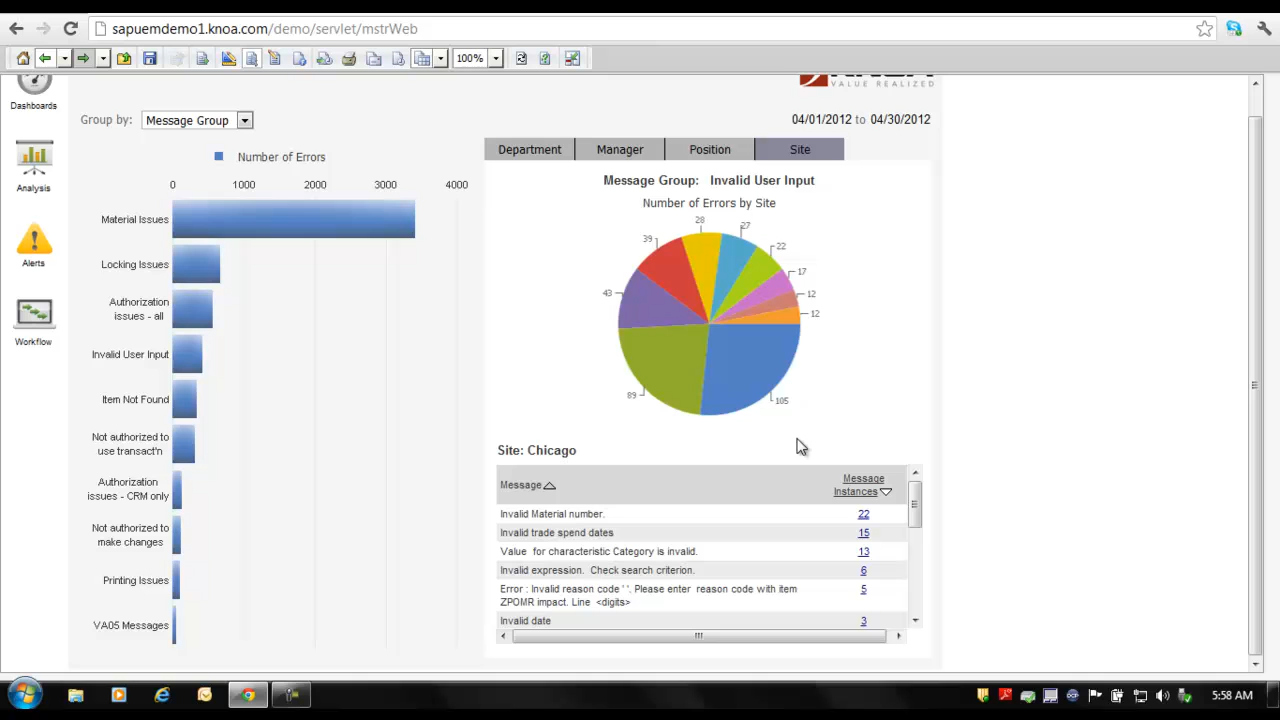 sapuemdemo1.knoa.com/demo/servlet/mstrWeb
100%
VALUE REALIZED
Dashboards
Analysis
Alerts
Workflow
Group by: Message Group
04/01/2012 to 04/30/2012
Number of Errors
0 1000 2000 3000 4000
Material Issues
Locking Issues
Authorization
issues - all
Invalid User Input
Item Not Found
Not authorized to
use transact'n
Authorization
issues - CRM only
Not authorized to
make changes
Printing Issues
VA05 Messages
Department Manager Position Site
Message Group: Invalid User Input
Number of Errors by Site
28
27
39
22
17
43
12
12
89
105
Site: Chicago
Message Message
Instances
Invalid Material number. 22
Invalid trade spend dates 15
Value for characteristic Category is invalid. 13
Invalid expression. Check search criterion. 6
Error : Invalid reason code ' '. Please enter reason code with item 5
ZPOMR impact. Line <digits>
Invalid date 3
5:58 AM